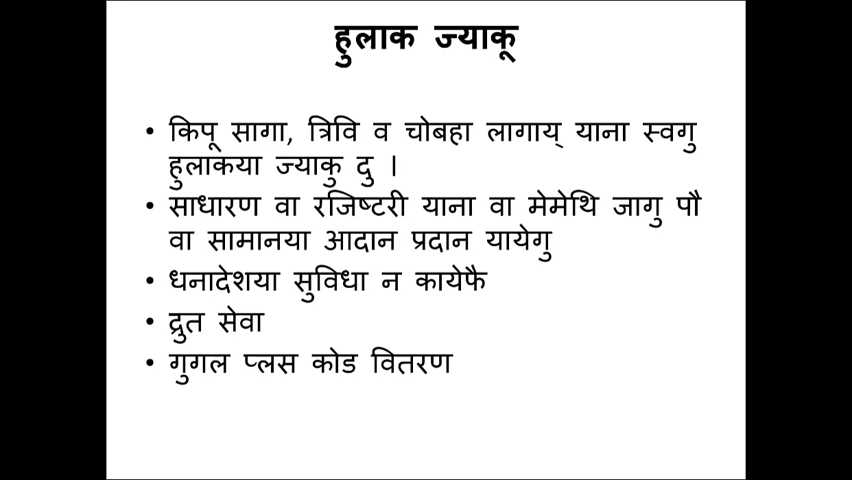 हुलाक ज्याकू
• किपू सागा, त्रिवि व चोबहा लागाय् याना स्वगु
हुलाकया ज्याकु दु ।
• साधारण वा रजिष्टरी याना वा मेमेथि जागु पौ
वा सामानया आदान प्रदान यायेगु
• धनादेशया सुविधा न कायेफै
• द्रुत सेवा
• गुगल प्लस कोड वितरण